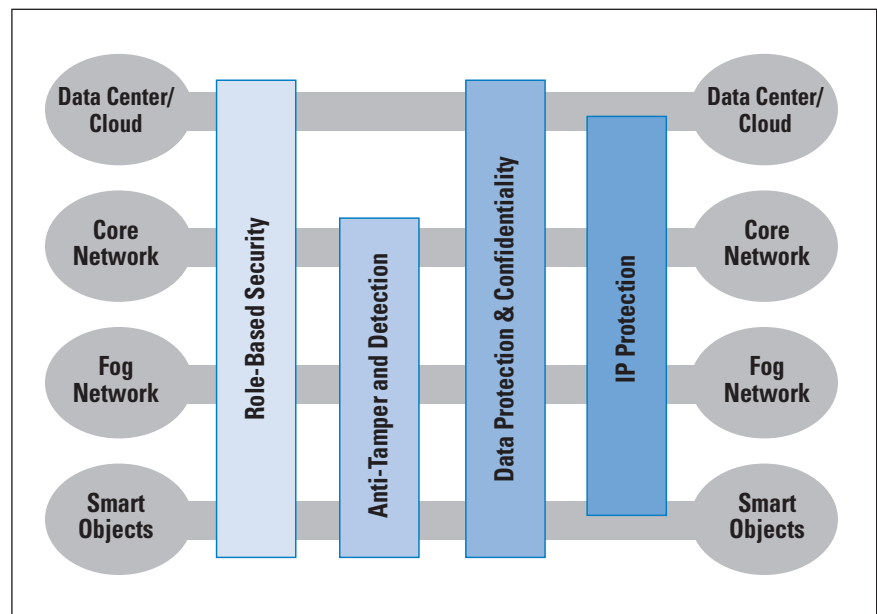 Data Center/
Cloud
Core
Network
Fog
Network
Smart
Objects
Role-Based Security
Anti-Tamper and Detection
Data Protection & Confidentiality
IP Protection
Data Center/
Cloud
Core
Network
Fog
Network
Smart
Objects